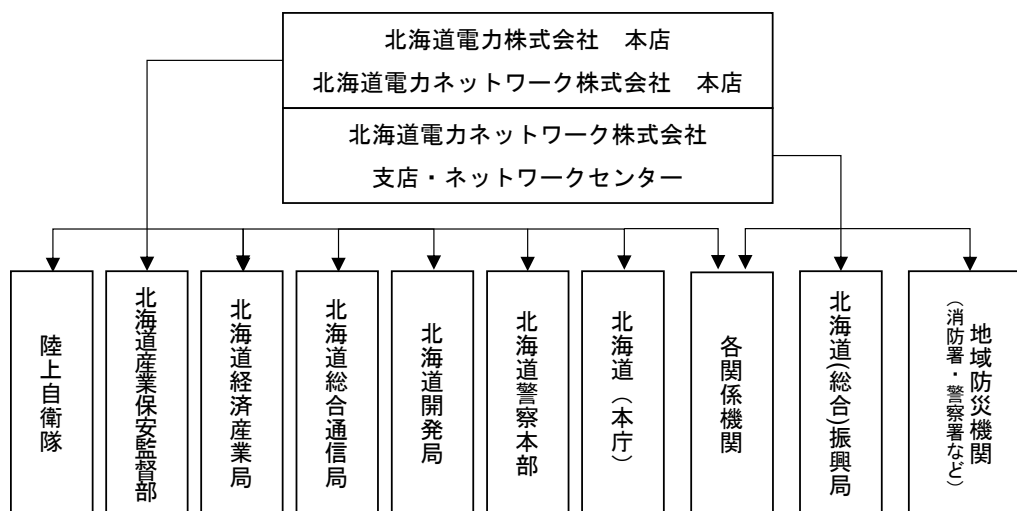 北海道電力株式会社　本店
北海道電力ネットワーク株式会社　本店
北海道電力ネットワーク株式会社
支店・ネットワークセンター
陸上自衛隊
北海道産業保安監督部
北海道経済産業局
北海道総合通信局
北海道開発局
北海道警察本部
北海道（本庁）
各関係機関
北海道(総合)振興局
地域防災機関
（消防署・警察署など）